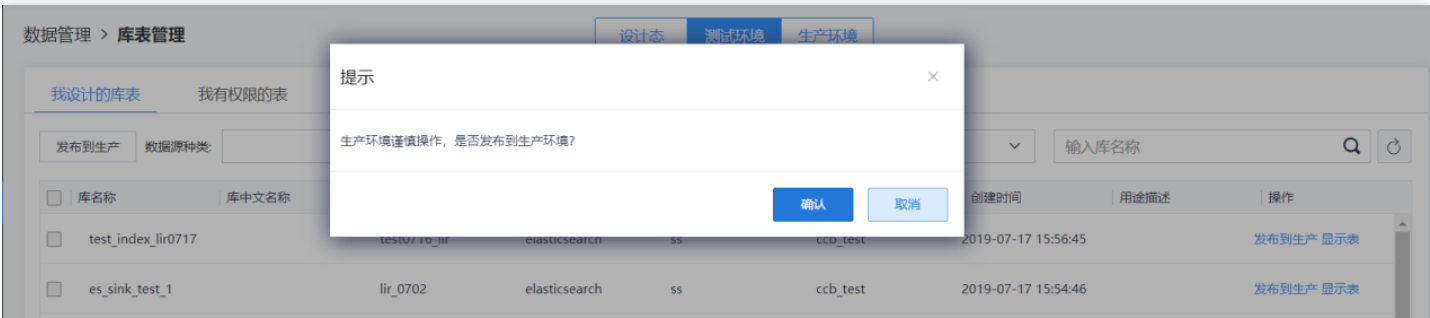 数据管理 > 库表管理
设计态 测试环境 生产环境
提示
我设计的库表 我有权限的表
生产环境谨慎操作，是否发布到生产环境?
发布到生产 数据源种类: 输入库名称
确认 取消
库名称 库中文名称 创建时间 用途描述 操作
test_index_lir0717 test0716_lir elasticsearch ss ccb_test 2019-07-17 15:56:45 发布到生产 显示表
es_sink_test_1 lir_0702 elasticsearch ss ccb_test 2019-07-17 15:54:46 发布到生产 显示表